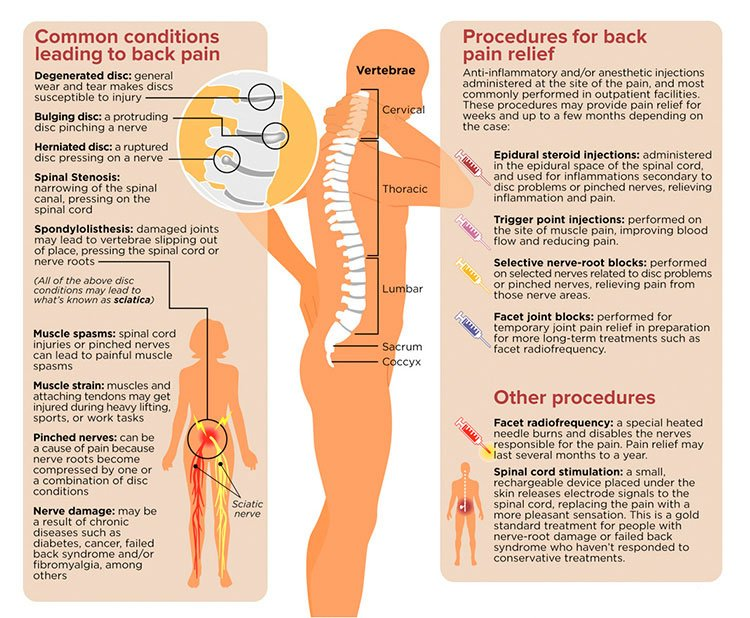 Common conditions
leading to back pain
Degenerated disc: general
wear and tear makes discs
susceptible to injury
Bulging disc: a protruding
disc pinching a nerve
Herniated disc: a ruptured
disc pressing on a nerve
Spinal Stenosis:
narrowing of the spinal
canal, pressing on the
spinal cord
Spondylolisthesis: damaged joints
may lead to vertebrae slipping out
of place, pressing the spinal cord or
nerve roots
(All of the above disc
conditions may lead to
what's known as sciatica)
Muscle spasms: spinal cord
injuries or pinched nerves
can lead to painful muscle
spasms
Muscle strain: muscles and
attaching tendons may get
injured during heavy lifting,
sports, or work tasks
Pinched nerves: can be
a cause of pain because
nerve roots become
compressed by one or
a combination of disc
conditions
Nerve damage: may be
a result of chronic
diseases such as
diabetes, cancer, failed
back syndrome and/or
fibromyalgia, among
others
Sciatic
nerve
Vertebrae
Cervical
Thoracic
Lumbar
Sacrum
Coccyx
Procedures for back
pain relief
Anti-inflammatory and/or anesthetic injections
administered at the site of the pain, and most
commonly performed in outpatient facilities.
These procedures may provide pain relief for
weeks and up to a few months depending on
the case:
Epidural steroid injections: administered
in the epidural space of the spinal cord,
and used for inflammations secondary to
disc problems or pinched nerves, relieving
inflammation and pain.
Trigger point injections: performed on
the site of muscle pain, improving blood
flow and reducing pain.
Selective nerve-root blocks: performed
on selected nerves related to disc problems
or pinched nerves, relieving pain from
those nerve areas.
Facet joint blocks: performed for
temporary joint pain relief in preparation
for more long-term treatments such as
facet radiofrequency.
Other procedures
Facet radiofrequency: a special heated
needle burns and disables the nerves
responsible for the pain. Pain relief may
last several months to a year.
Spinal cord stimulation: a small,
rechargeable device placed under the
skin releases electrode signals to the
spinal cord, replacing the pain with a
more pleasant sensation. This is a gold
standard treatment for people with
nerve-root damage or failed back
syndrome who haven't responded to
conservative treatments.